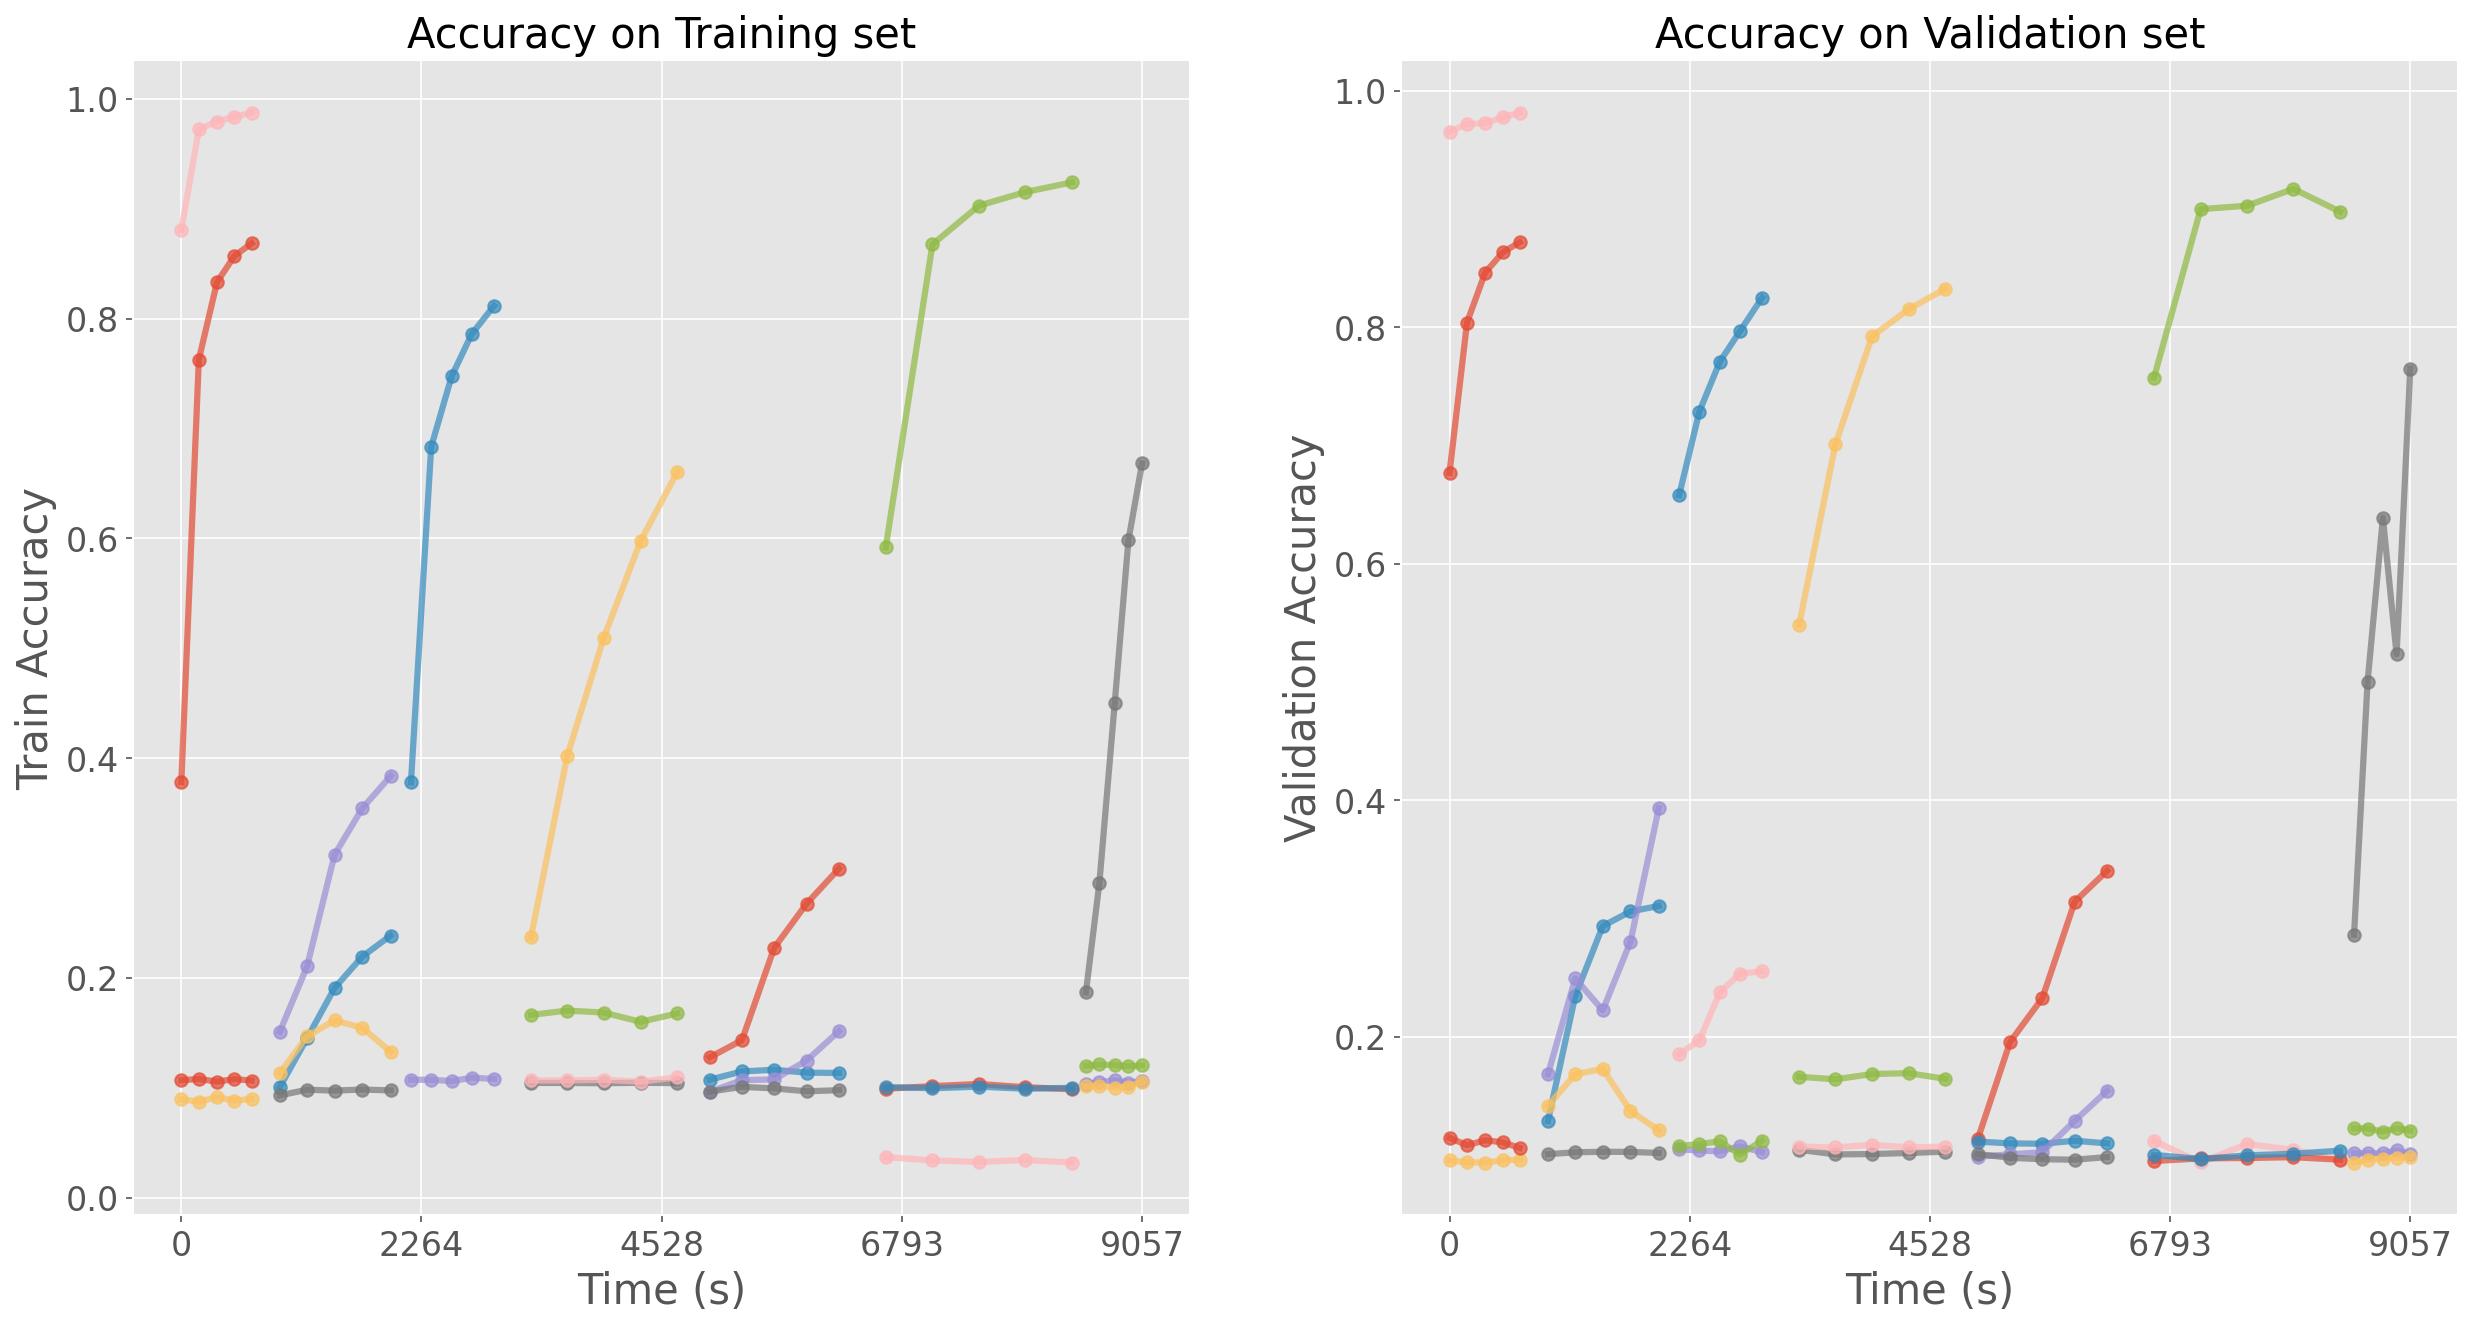 Accuracy on Training set
Train Accuracy
1.0
0.8
0.6
0.4
0.2
0.0
0 2264 4528 6793 9057
Time (s)
Accuracy on Validation set
Validation Accuracy
1.0
0.8
0.6
0.4
0.2
0 2264 4528 6793 9057
Time (s)